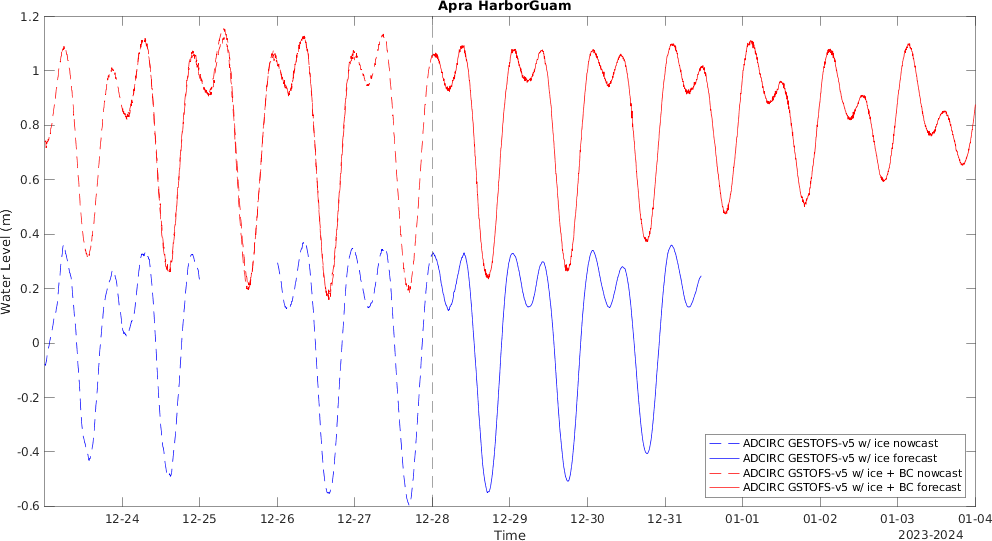 Apra HarborGuam
1.2
1
0.8
0.6
0.4
0.2
0
-0.2
-0.4
-0.6
Water Level (m)
ADCIRC GESTOFS-v5 w/ ice nowcast
ADCIRC GESTOFS-v5 w/ ice forecast
ADCIRC GSTOFS-v5 w/ ice + BC nowcast
ADCIRC GSTOFS-v5 w/ ice + BC forecast
12-24 12-25 12-26 12-27 12-28 12-29 12-30 12-31 01-01 01-02 01-03 01-04
Time
2023-2024